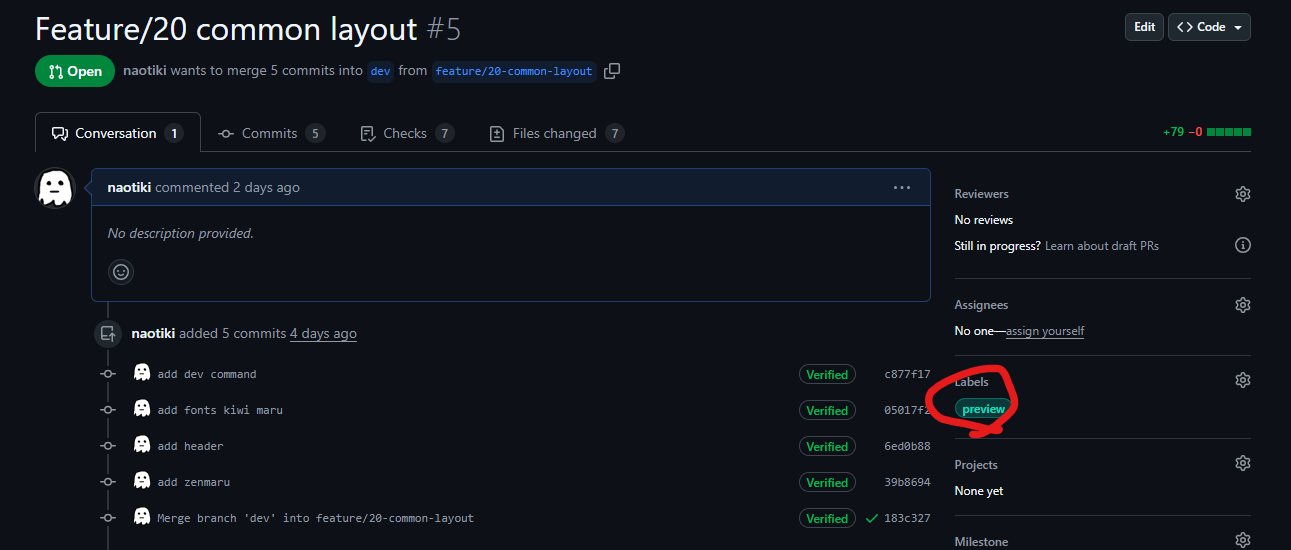 Feature/20 common layout #5
Edit
Code
Open
naotiki wants to merge 5 commits into dev from feature/20-common-layout
Conversation 1
Commits 5
Checks 7
Files changed 7
+79 −0
naotiki commented 2 days ago
No description provided.
naotiki added 5 commits 4 days ago
add dev command Verified c877f17
add fonts kiwi maru Verified 05017f2
add header Verified 6ed0b88
add zenmaru Verified 39b8694
Merge branch 'dev' into feature/20-common-layout Verified 183c327
Reviewers
No reviews
Still in progress? Learn about draft PRs
Assignees
No one—assign yourself
Labels
preview
Projects
None yet
Milestone